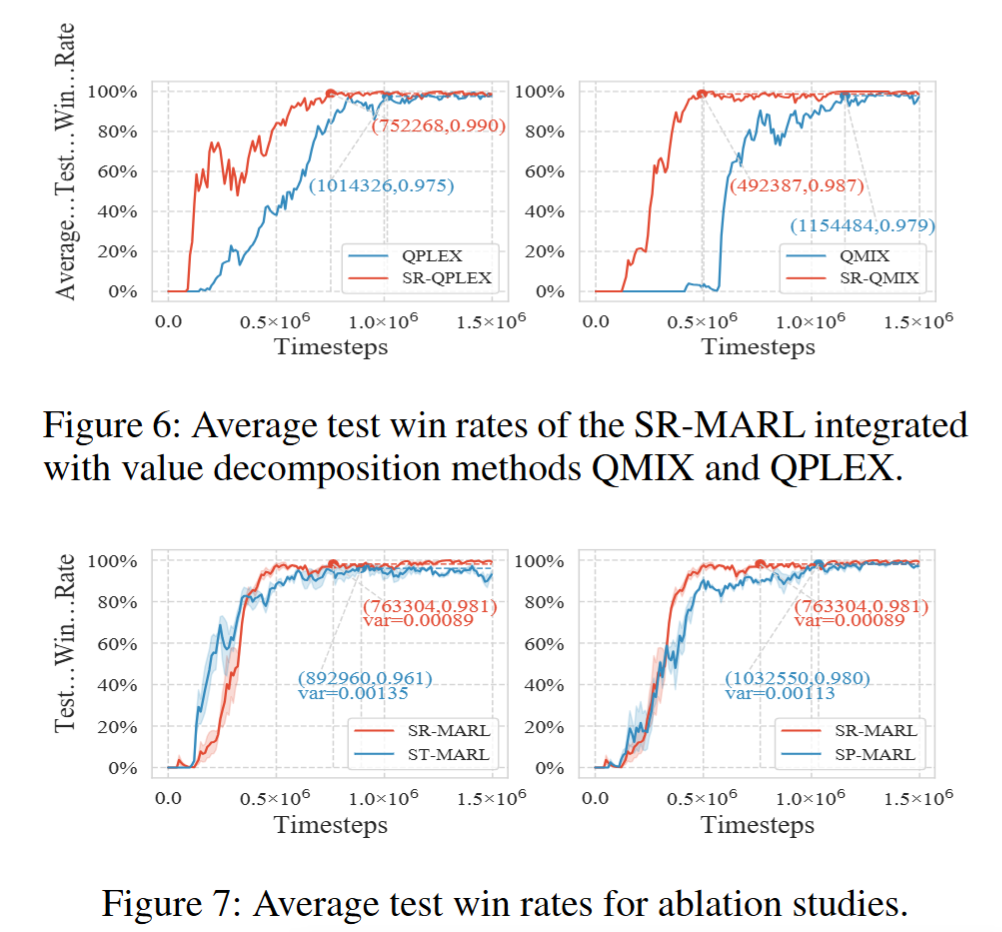 Average…Test…Win…Rate
100%
80%
60%
40%
20%
0%
(752268,0.990)
(1014326,0.975)
QPLEX
SR-QPLEX
0.0
0.5×10⁶
1.0×10⁶
1.5×10⁶
Timesteps
100%
80%
60%
40%
20%
0%
(492387,0.987)
(1154484,0.979)
QMIX
SR-QMIX
0.0
0.5×10⁶
1.0×10⁶
1.5×10⁶
Timesteps
Figure 6: Average test win rates of the SR-MARL integrated
with value decomposition methods QMIX and QPLEX.
Test…Win…Rate
100%
80%
60%
40%
20%
0%
(763304,0.981)
var=0.00089
(892960,0.961)
var=0.00135
SR-MARL
ST-MARL
0.0
0.5×10⁶
1.0×10⁶
1.5×10⁶
Timesteps
100%
80%
60%
40%
20%
0%
(763304,0.981)
var=0.00089
(1032550,0.980)
var=0.00113
SR-MARL
SP-MARL
0.0
0.5×10⁶
1.0×10⁶
1.5×10⁶
Timesteps
Figure 7: Average test win rates for ablation studies.